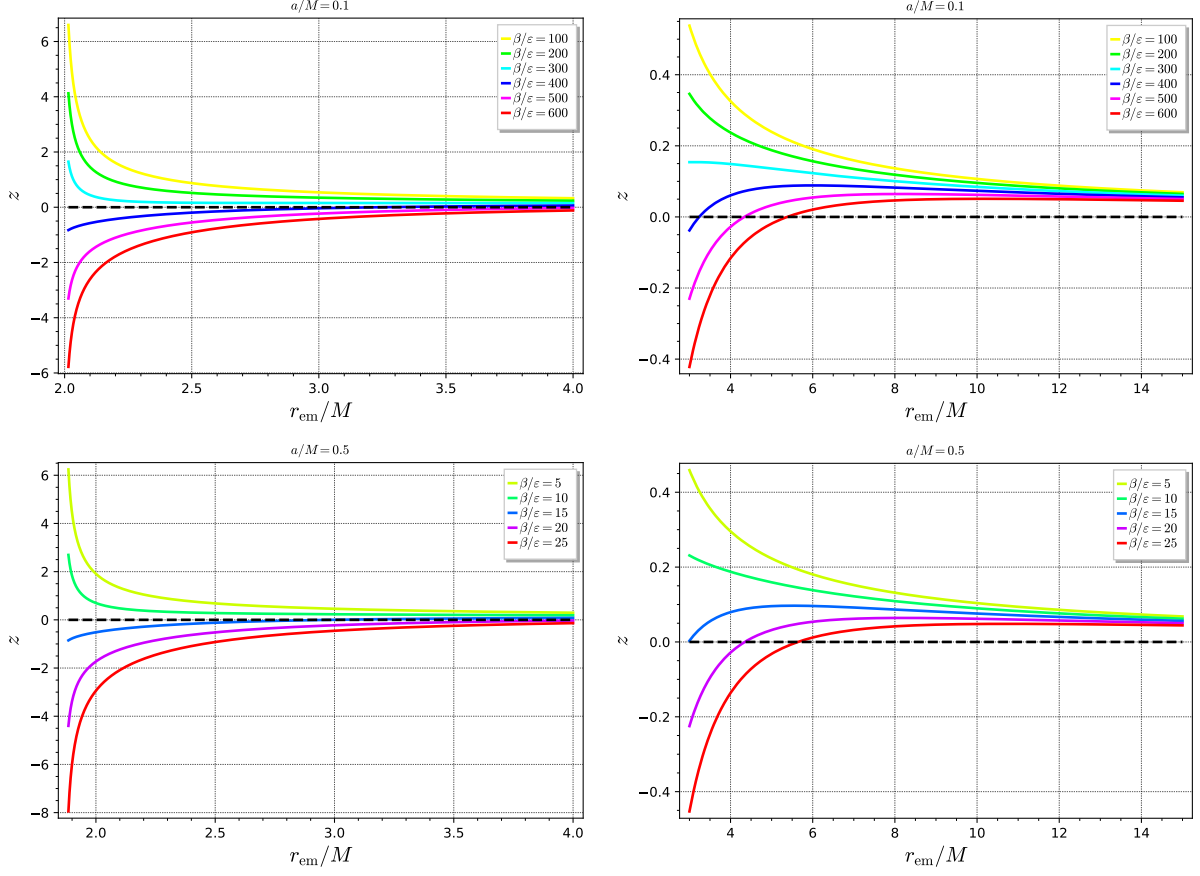 a/M = 0.1
6
4
2
0
−2
−4
−6
z
2.0
2.5
3.0
3.5
4.0
r_em/M
β/ε = 100
β/ε = 200
β/ε = 300
β/ε = 400
β/ε = 500
β/ε = 600
a/M = 0.1
0.4
0.2
0.0
−0.2
−0.4
z
4
6
8
10
12
14
r_em/M
β/ε = 100
β/ε = 200
β/ε = 300
β/ε = 400
β/ε = 500
β/ε = 600
a/M = 0.5
6
4
2
0
−2
−4
−6
−8
z
2.0
2.5
3.0
3.5
4.0
r_em/M
β/ε = 5
β/ε = 10
β/ε = 15
β/ε = 20
β/ε = 25
a/M = 0.5
0.4
0.2
0.0
−0.2
−0.4
z
4
6
8
10
12
14
r_em/M
β/ε = 5
β/ε = 10
β/ε = 15
β/ε = 20
β/ε = 25